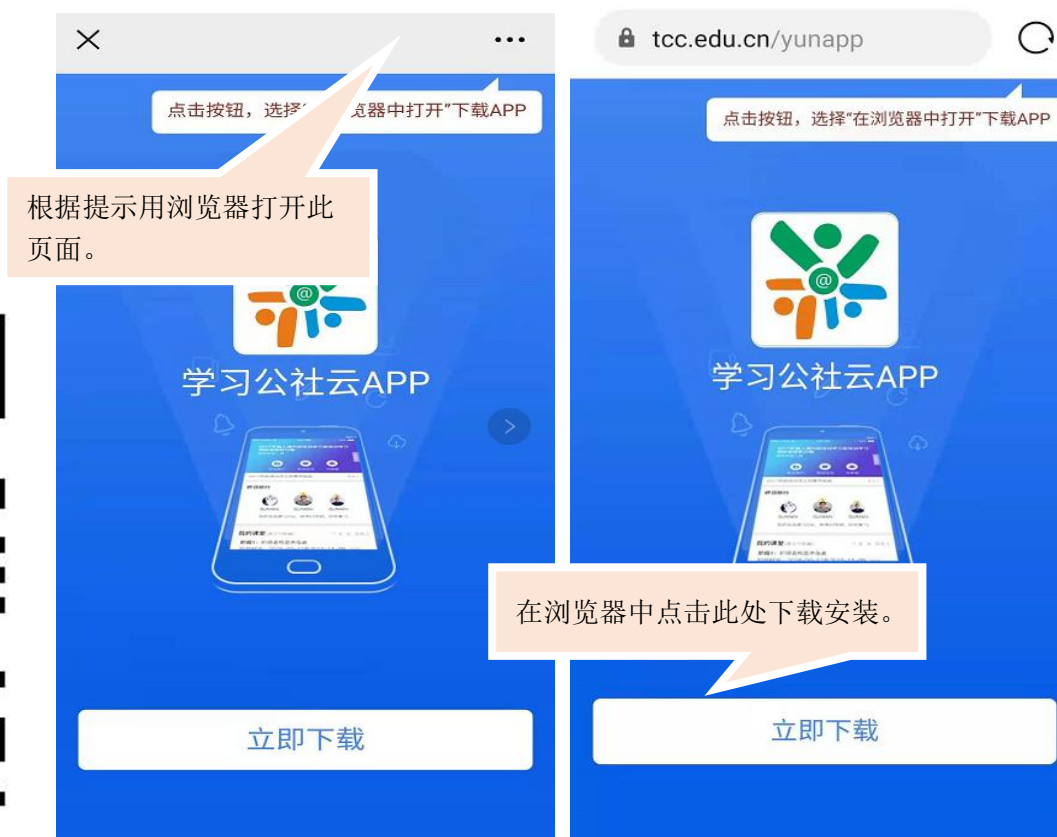 点击按钮，选择 览器中打开”下载APP
根据提示用浏览器打开此
页面。
@
学习公社云APP
立即下载
tcc.edu.cn/yunapp
点击按钮，选择“在浏览器中打开”下载APP
@
学习公社云APP
在浏览器中点击此处下载安装。
立即下载